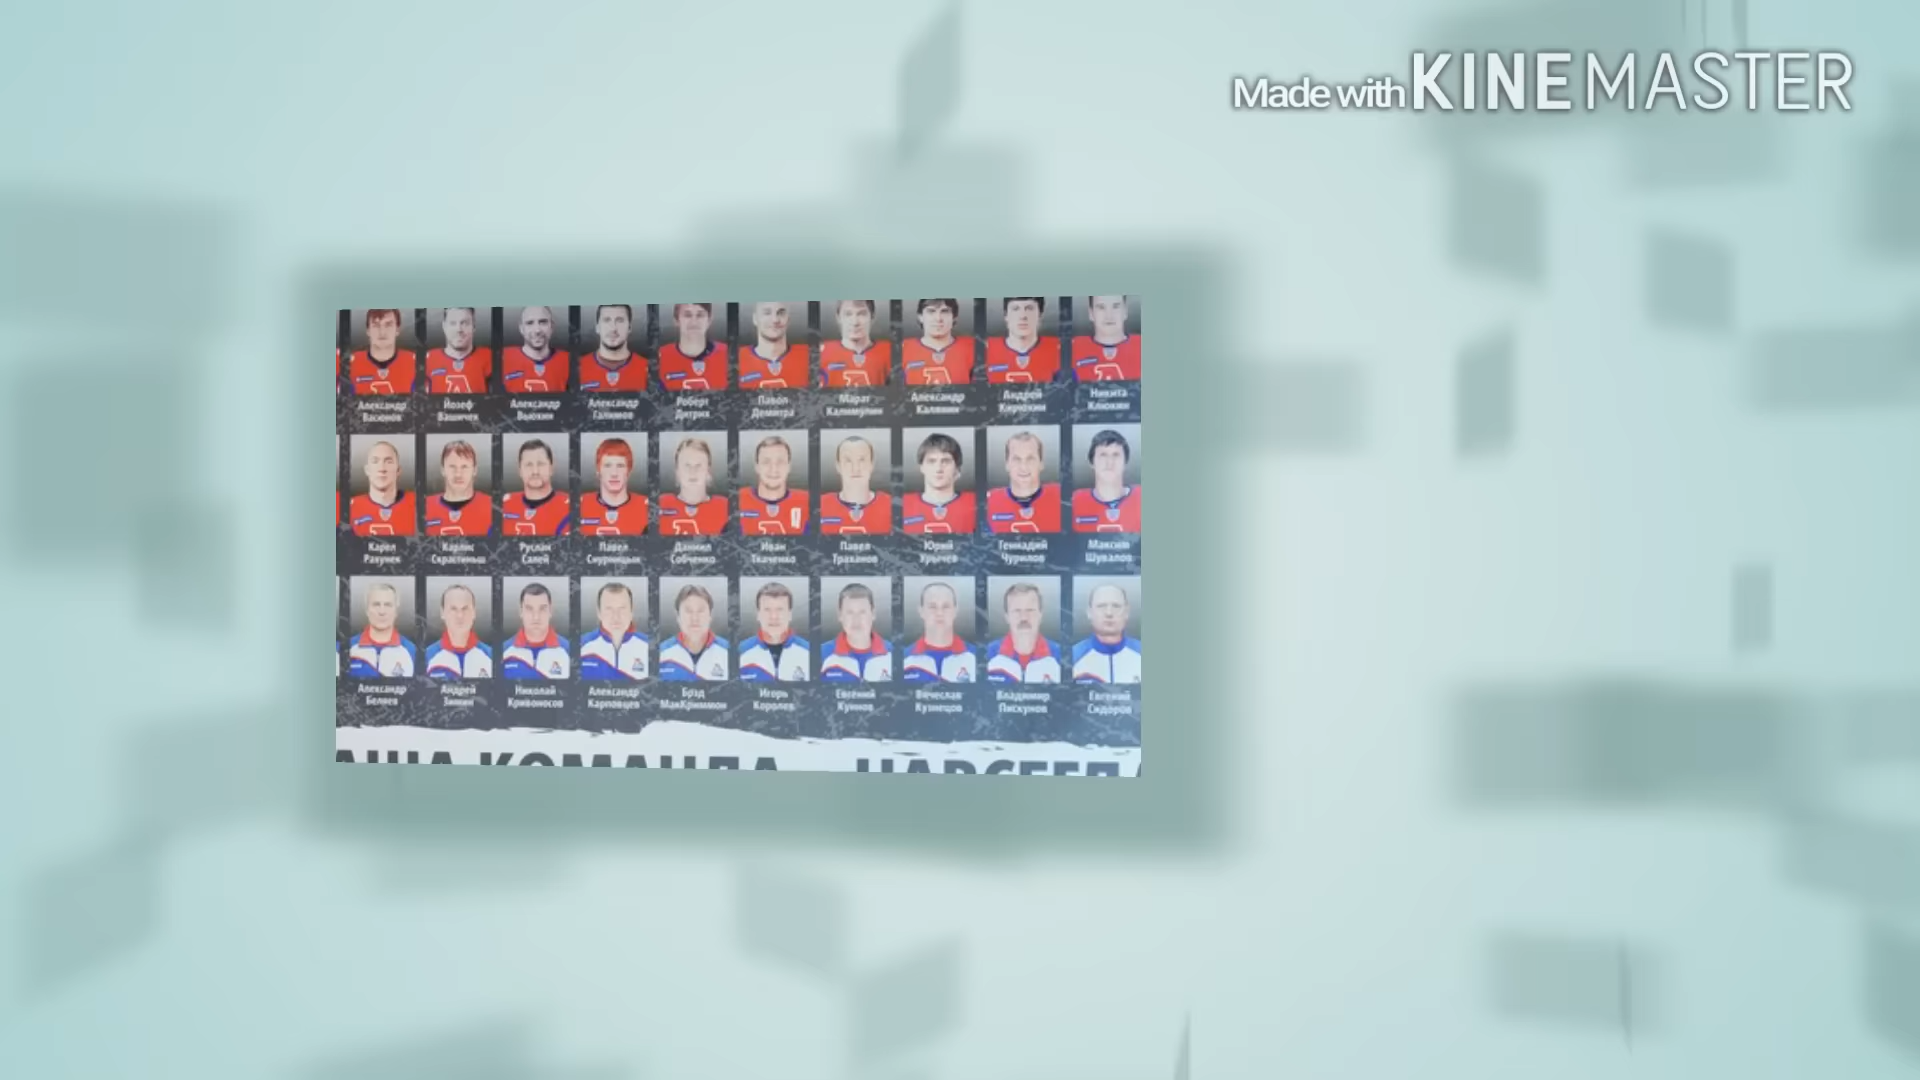 Made with KINEMASTER
Александр Йозеф Александр Александр Роберт Павол Марат Александр Андрей Никита
Васюнов Вашичек Вьюхин Галимов Дитрих Демитра Калимулин Калянин Кирюхин Клюкин
Карел Карлис Руслан Павел Даниил Иван Павел Юрий Геннадий Максим
Рахунек Скрастиньш Салей Снурницын Собченко Ткаченко Траханов Урычев Чурилов Шувалов
Александр Андрей Николай Александр Брэд Игорь Евгений Вячеслав Владимир Евгений
Беляев Зимин Кривоносов Карповцев МакКриммон Королев Куннов Кузнецов Пискунов Сидоров
КОМАНДА